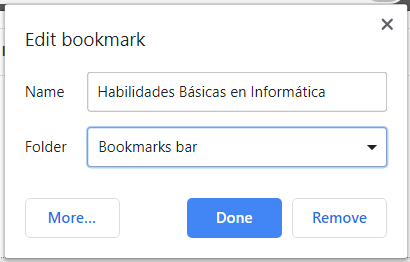 Edit bookmark
Name Habilidades Básicas en Informática
Folder Bookmarks bar
More... Done Remove